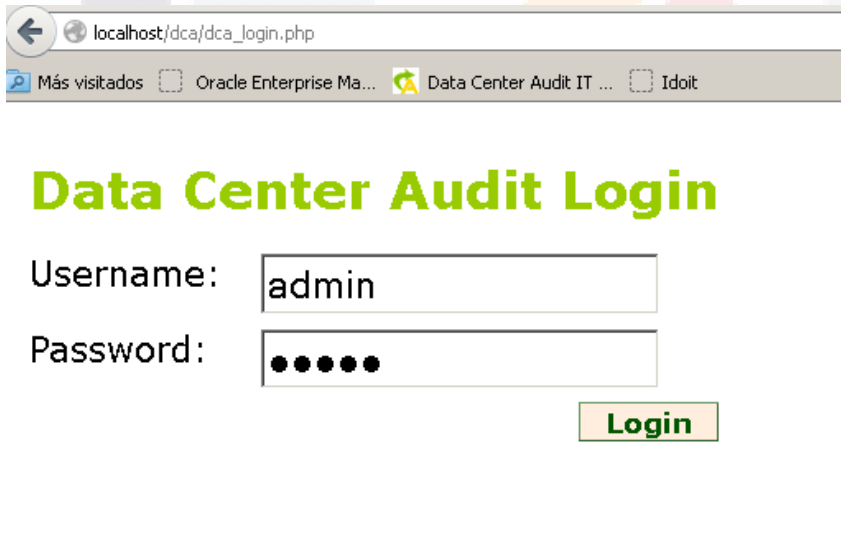 localhost/dca/dca_login.php
Más visitados Oracle Enterprise Ma... Data Center Audit IT ... Idoit
Data Center Audit Login
Username: admin
Password: •••••
Login